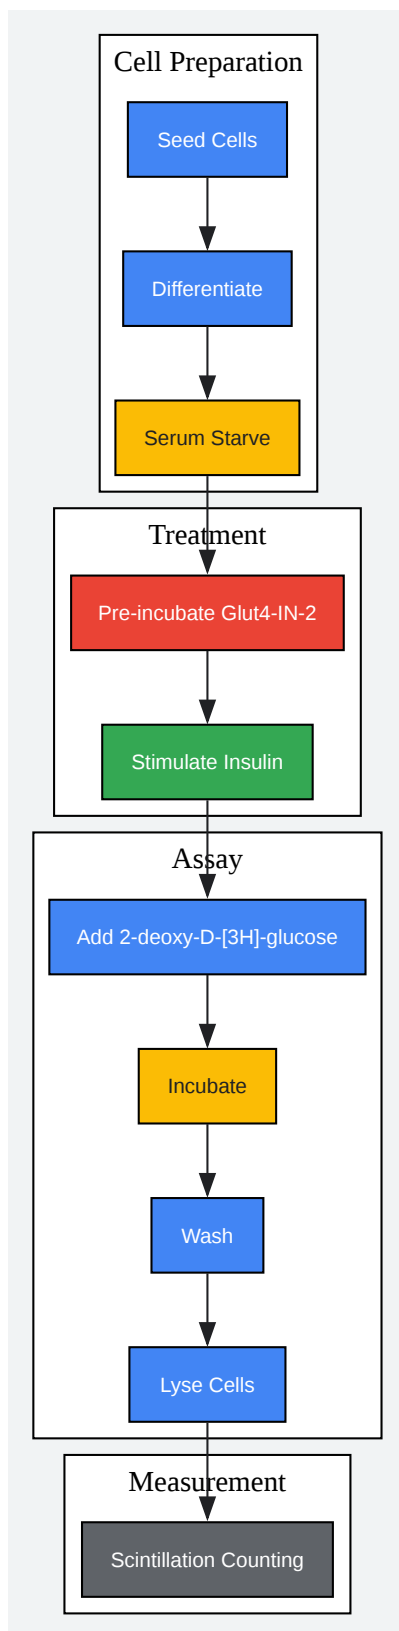 Cell Preparation
Seed Cells
Differentiate
Serum Starve
Treatment
Pre-incubate Glut4-IN-2
Stimulate Insulin
Assay
Add 2-deoxy-D-[3H]-glucose
Incubate
Wash
Lyse Cells
Measurement
Scintillation Counting